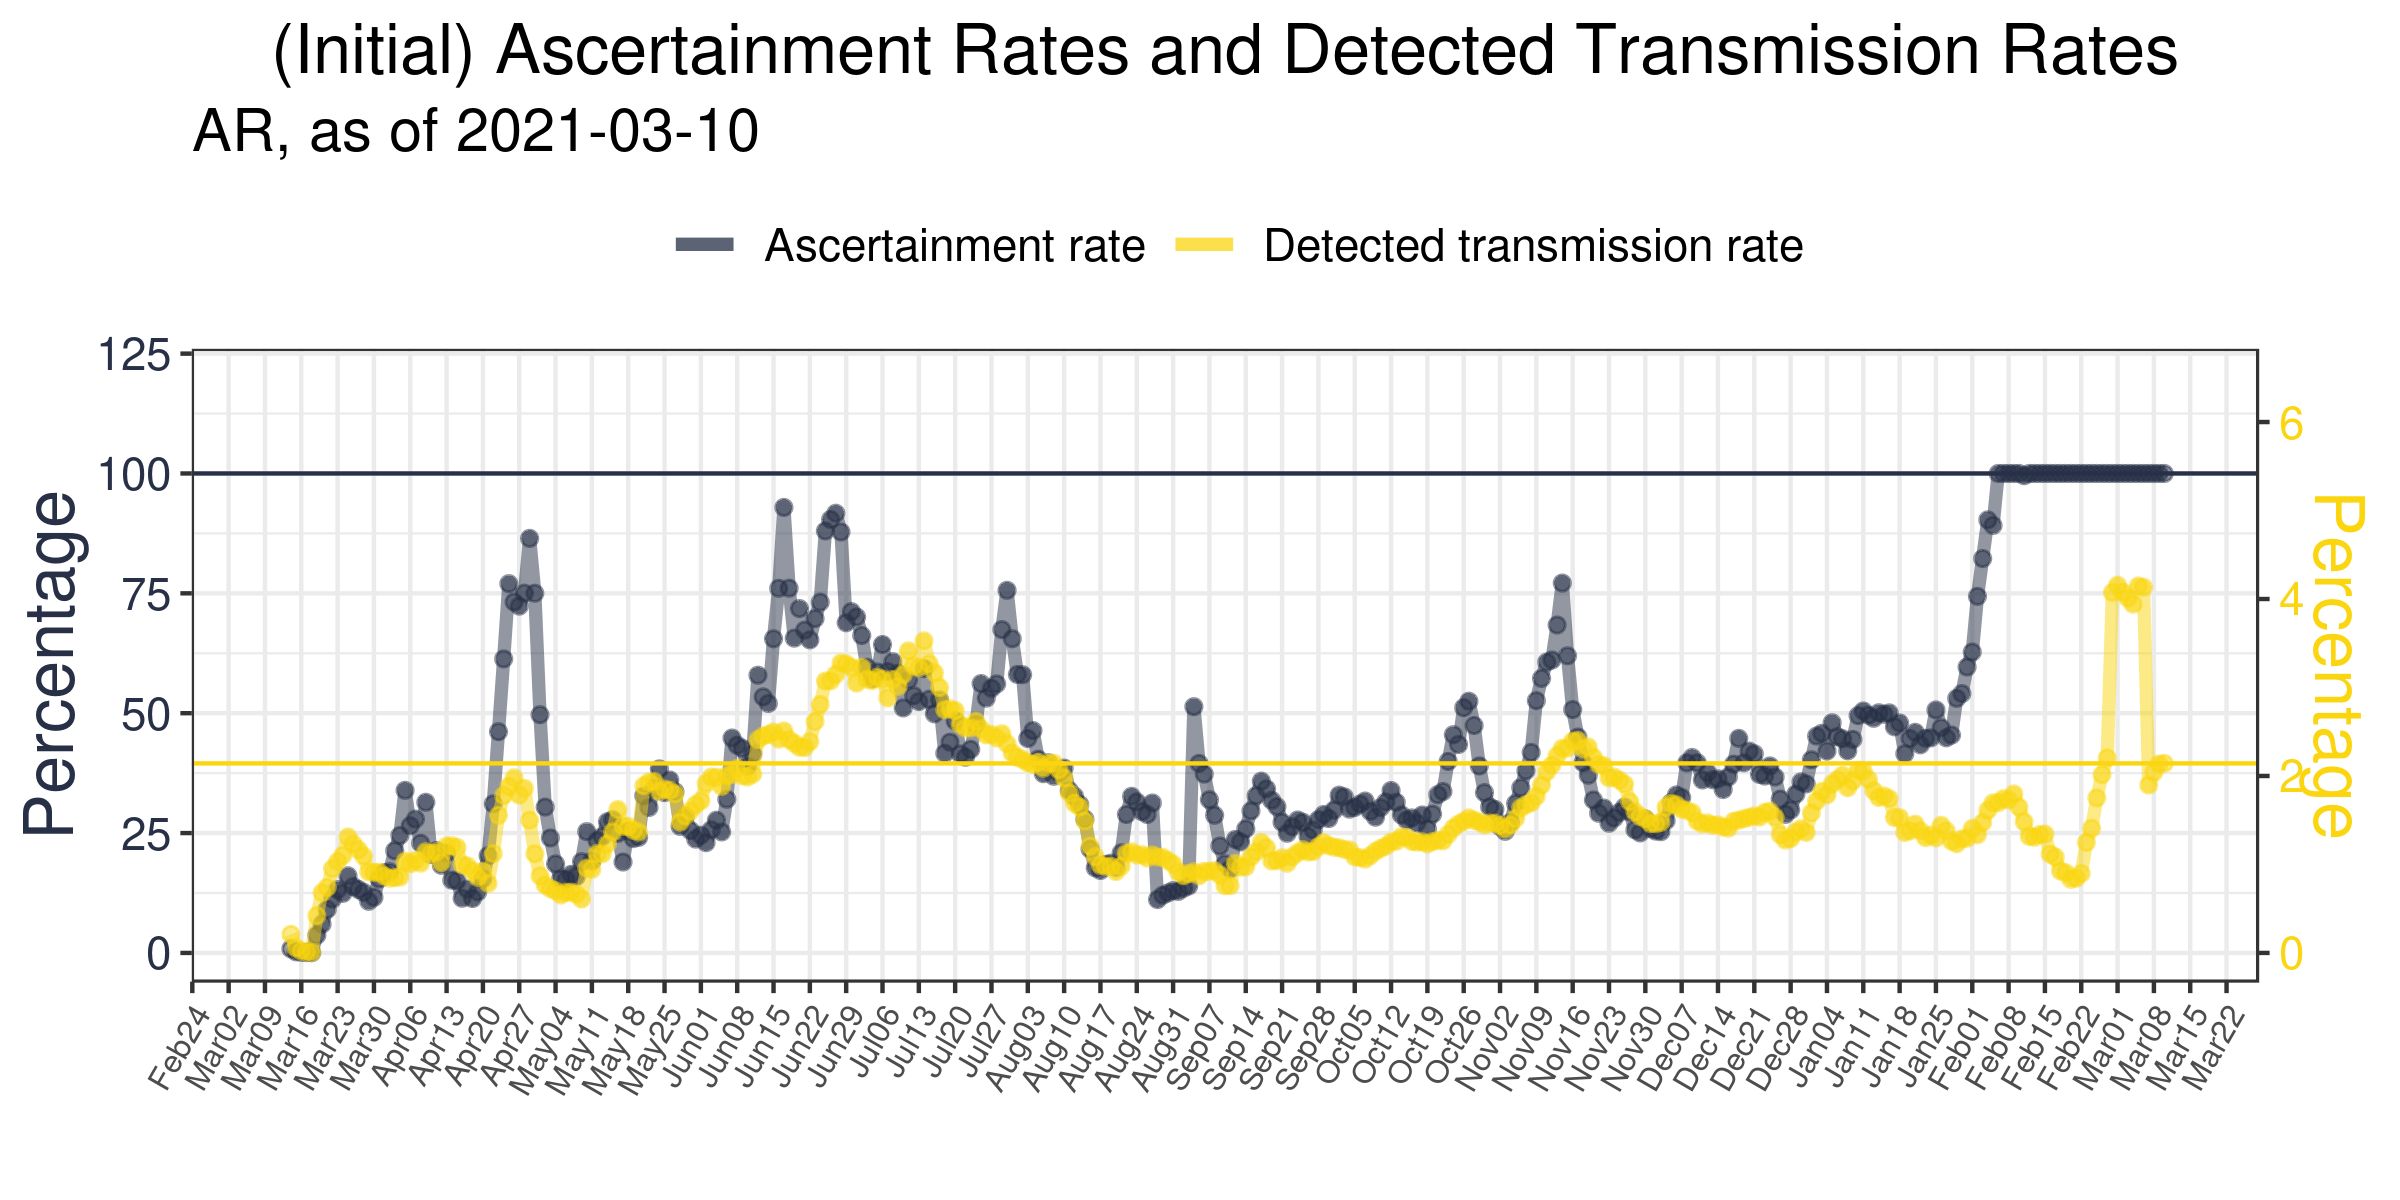 (Initial) Ascertainment Rates and Detected Transmission Rates
AR, as of 2021-03-10
Ascertainment rate Detected transmission rate
Percentage
125
100
75
50
25
0
6
4
2
0
Percentage
Feb24 Mar02 Mar09 Mar16 Mar23 Mar30 Apr06 Apr13 Apr20 Apr27 May04 May11 May18 May25 Jun01 Jun08 Jun15 Jun22 Jun29 Jul06 Jul13 Jul20 Jul27 Aug03 Aug10 Aug17 Aug24 Aug31 Sep07 Sep14 Sep21 Sep28 Oct05 Oct12 Oct19 Oct26 Nov02 Nov09 Nov16 Nov23 Nov30 Dec07 Dec14 Dec21 Dec28 Jan04 Jan11 Jan18 Jan25 Feb01 Feb08 Feb15 Feb22 Mar01 Mar08 Mar15 Mar22